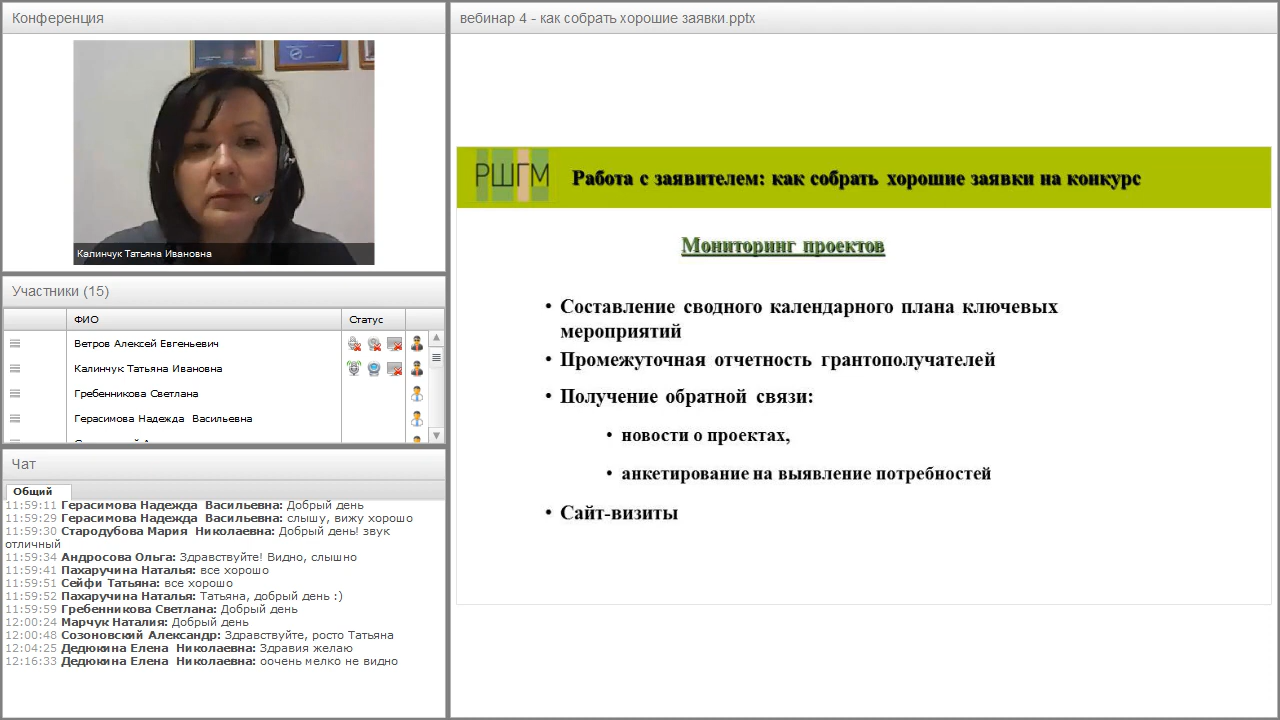 Конференция
Калинчук Татьяна Ивановна
Участники (15)
ФИО
Статус
Ветров Алексей Евгеньевич
Калинчук Татьяна Ивановна
Гребенникова Светлана
Герасимова Надежда Васильевна
Чат
Общий
11:59:11 Герасимова Надежда Васильевна: Добрый день
11:59:29 Герасимова Надежда Васильевна: слышу, вижу хорошо
11:59:30 Стародубова Мария Николаевна: Добрый день! звук
отличный
11:59:34 Андросова Ольга: Здравствуйте! Видно, слышно
11:59:41 Пахаручина Наталья: все хорошо
11:59:51 Сейфи Татьяна: все хорошо
11:59:52 Пахаручина Наталья: Татьяна, добрый день :)
11:59:59 Гребенникова Светлана: Добрый день
12:00:24 Марчук Наталия: Добрый день
12:00:48 Созоновский Александр: Здравствуйте, росто Татьяна
12:04:25 Дедюкина Елена Николаевна: Здравия желаю
12:16:33 Дедюкина Елена Николаевна: оочень мелко не видно
вебинар 4 - как собрать хорошие заявки.pptx
РШГМ
Работа с заявителем: как собрать хорошие заявки на конкурс
Мониторинг проектов
• Составление сводного календарного плана ключевых
мероприятий
• Промежуточная отчетность грантополучателей
• Получение обратной связи:
• новости о проектах,
• анкетирование на выявление потребностей
• Сайт-визиты